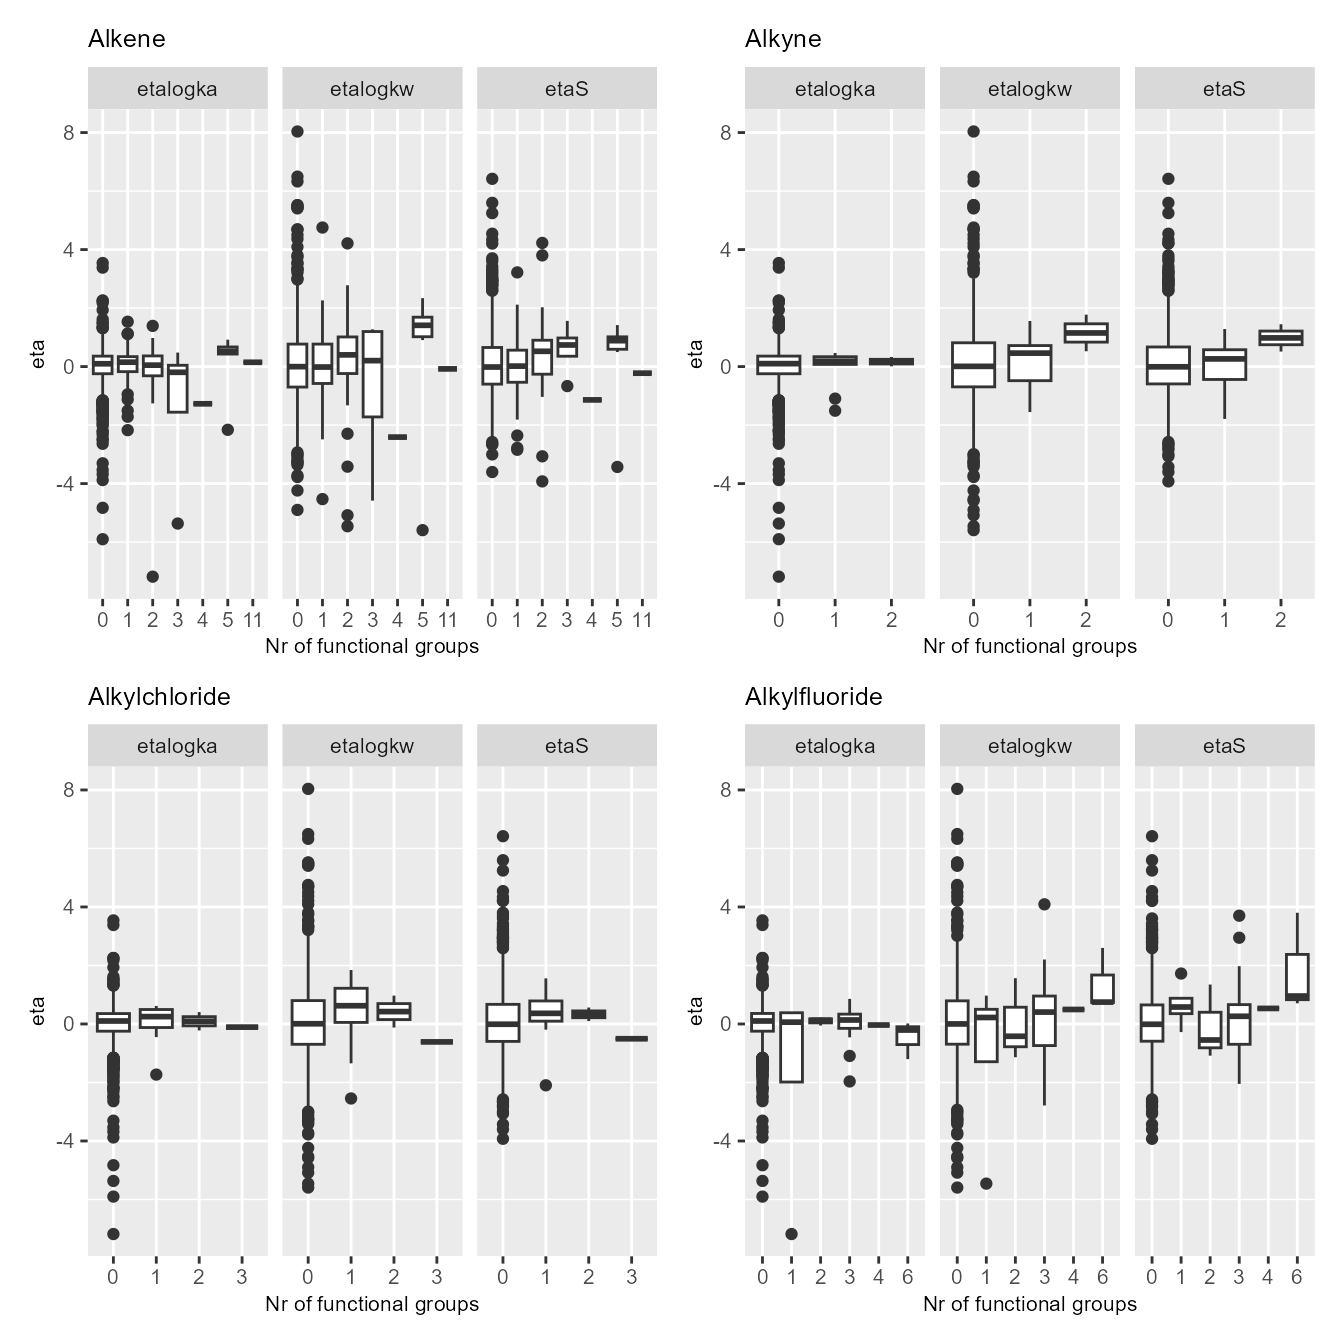 Alkene
etalogka etalogkw etaS
8
4
0
-4
eta
0 1 2 3 4 5 11 0 1 2 3 4 5 11 0 1 2 3 4 5 11
Nr of functional groups
Alkyne
etalogka etalogkw etaS
8
4
0
-4
eta
0 1 2 0 1 2 0 1 2
Nr of functional groups
Alkylchloride
etalogka etalogkw etaS
8
4
0
-4
eta
0 1 2 3 0 1 2 3 0 1 2 3
Nr of functional groups
Alkylfluoride
etalogka etalogkw etaS
8
4
0
-4
eta
0 1 2 3 4 6 0 1 2 3 4 6 0 1 2 3 4 6
Nr of functional groups